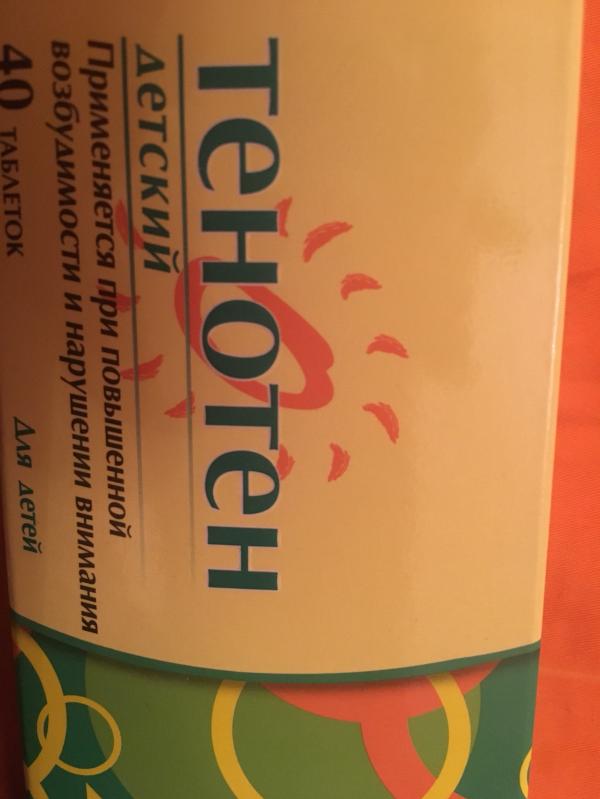 ТЕНОТЕН
детский
Применяется при повышенной
возбудимости и нарушении внимания
40 ТАБЛЕТОК
Для детей